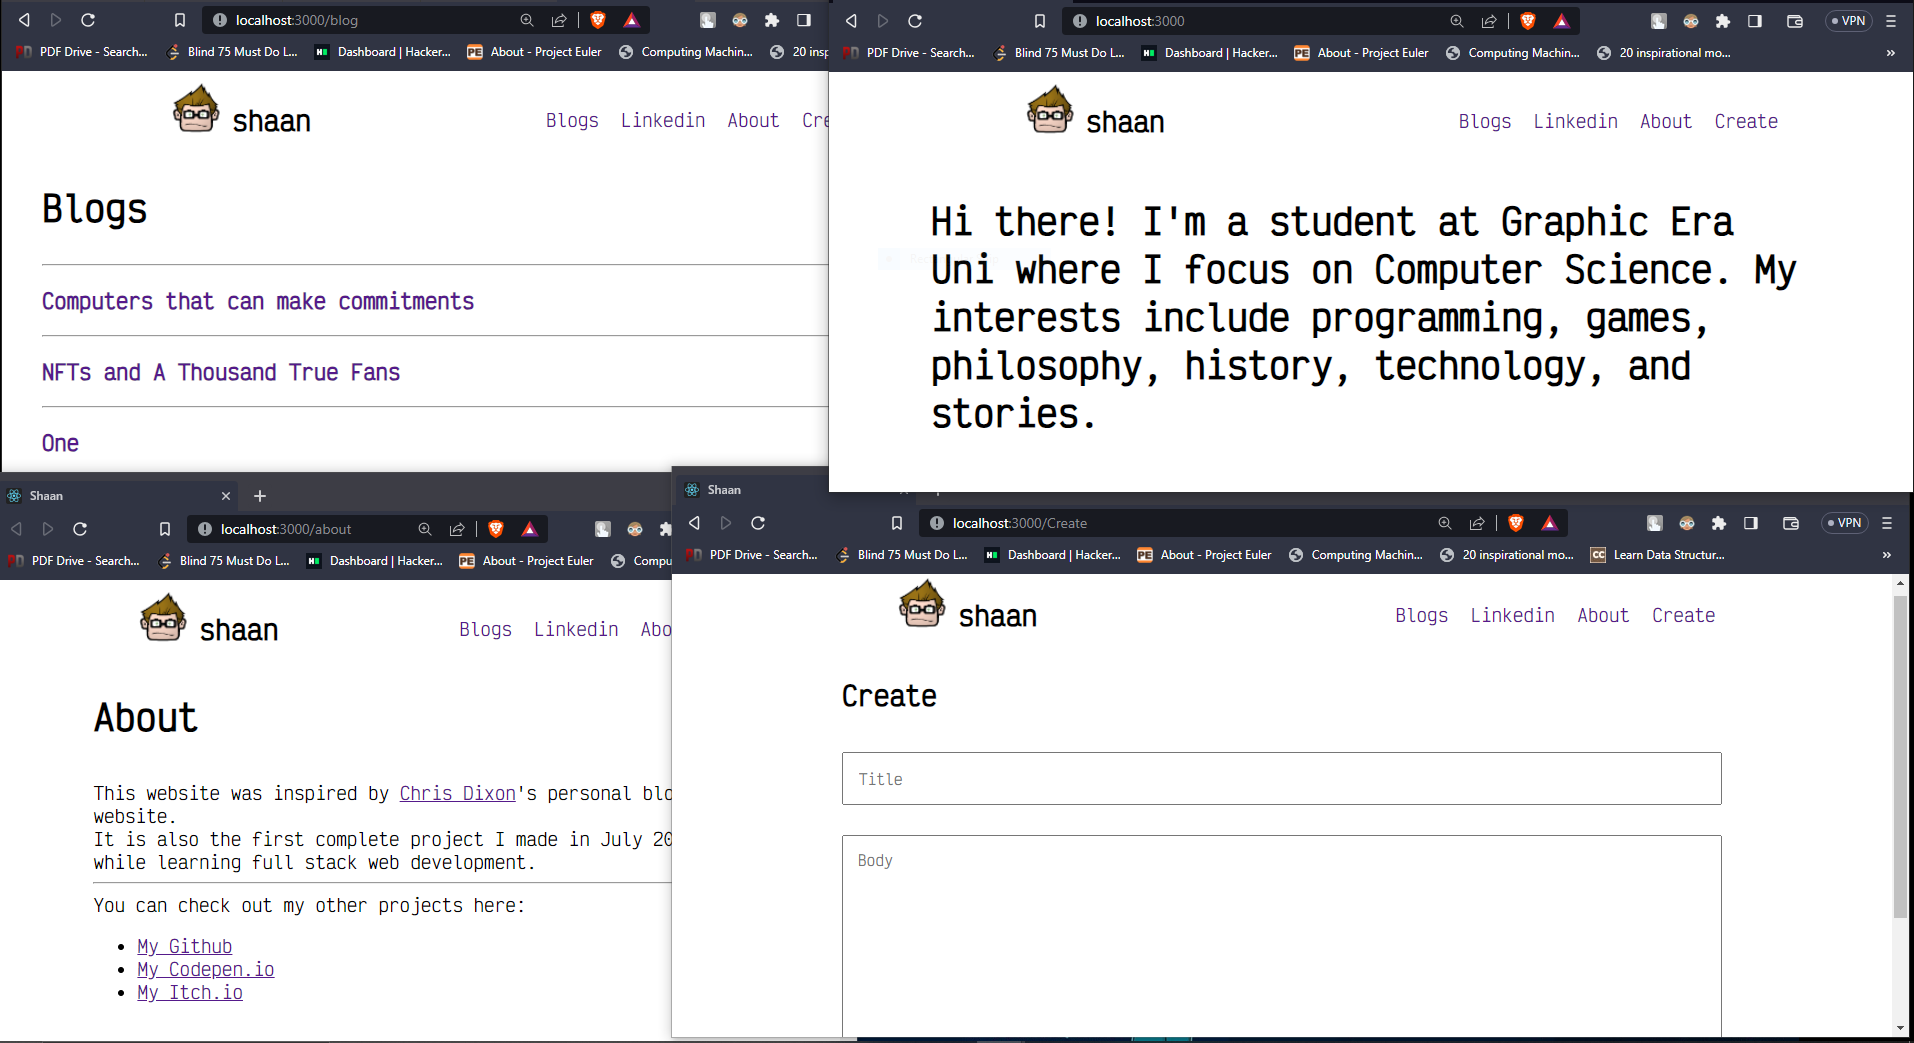 localhost:3000/blog
PDF Drive - Search... Blind 75 Must Do L... Dashboard | Hacker... About - Project Euler Computing Machin... 20 insp
shaan Blogs Linkedin About Cre
Blogs
Computers that can make commitments
NFTs and A Thousand True Fans
One
localhost:3000 VPN
PDF Drive - Search... Blind 75 Must Do L... Dashboard | Hacker... About - Project Euler Computing Machin... 20 inspirational mo... »
shaan Blogs Linkedin About Create
Hi there! I'm a student at Graphic Era
Uni where I focus on Computer Science. My
interests include programming, games,
philosophy, history, technology, and
stories.
Shaan
localhost:3000/about
PDF Drive - Search... Blind 75 Must Do L... Dashboard | Hacker... About - Project Euler Compu
shaan Blogs Linkedin Abo
About
This website was inspired by Chris Dixon's personal blo
website.
It is also the first complete project I made in July 20
while learning full stack web development.
You can check out my other projects here:
• My Github
• My Codepen.io
• My Itch.io
Shaan
localhost:3000/Create VPN
PDF Drive - Search... Blind 75 Must Do L... Dashboard | Hacker... About - Project Euler Computing Machin... 20 inspirational mo... CC Learn Data Structur... »
shaan Blogs Linkedin About Create
Create
Title
Body